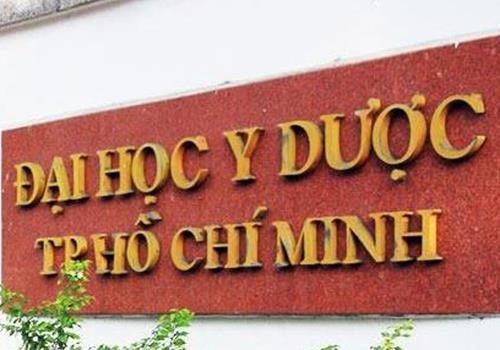 ĐẠI HỌC Y DƯỢC
TP.HỒ CHÍ MINH